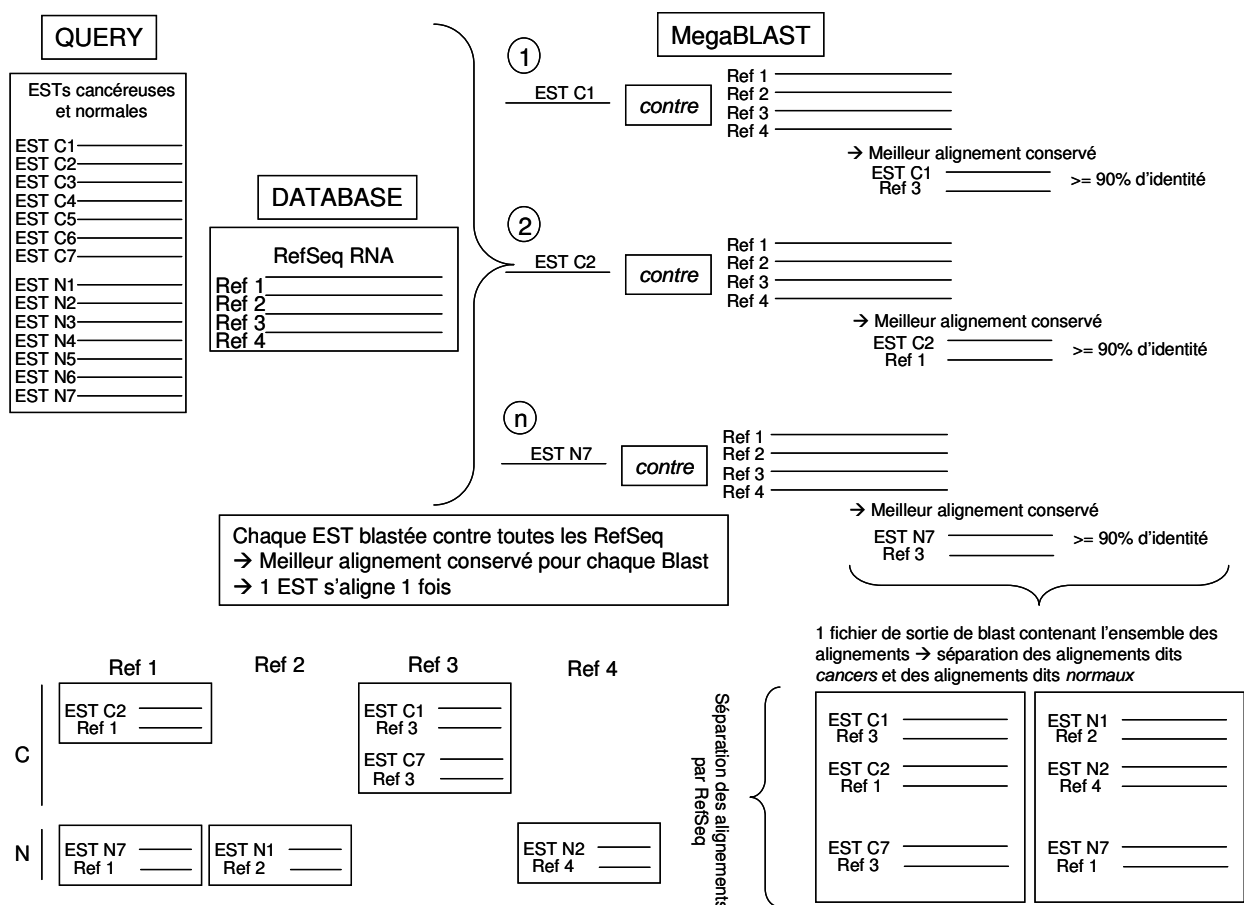 QUERY
ESTs cancéreuses
et normales
EST C1
EST C2
EST C3
EST C4
EST C5
EST C6
EST C7
EST N1
EST N2
EST N3
EST N4
EST N5
EST N6
EST N7
DATABASE
RefSeq RNA
Ref 1
Ref 2
Ref 3
Ref 4
MegaBLAST
1
EST C1
contre
Ref 1
Ref 2
Ref 3
Ref 4
→ Meilleur alignement conservé
EST C1
Ref 3
>= 90% d'identité
2
EST C2
contre
Ref 1
Ref 2
Ref 3
Ref 4
→ Meilleur alignement conservé
EST C2
Ref 1
>= 90% d'identité
n
EST N7
contre
Ref 1
Ref 2
Ref 3
Ref 4
→ Meilleur alignement conservé
EST N7
Ref 3
>= 90% d'identité
Chaque EST blastée contre toutes les RefSeq
→ Meilleur alignement conservé pour chaque Blast
→ 1 EST s'aligne 1 fois
1 fichier de sortie de blast contenant l'ensemble des
alignements → séparation des alignements dits
cancers et des alignements dits normaux
EST C1
Ref 3
EST C2
Ref 1
EST C7
Ref 3
EST N1
Ref 2
EST N2
Ref 4
EST N7
Ref 1
Séparation des alignements
par RefSeq
Ref 1
Ref 2
Ref 3
Ref 4
C
EST C2
Ref 1
EST C1
Ref 3
EST C7
Ref 3
N
EST N7
Ref 1
EST N1
Ref 2
EST N2
Ref 4